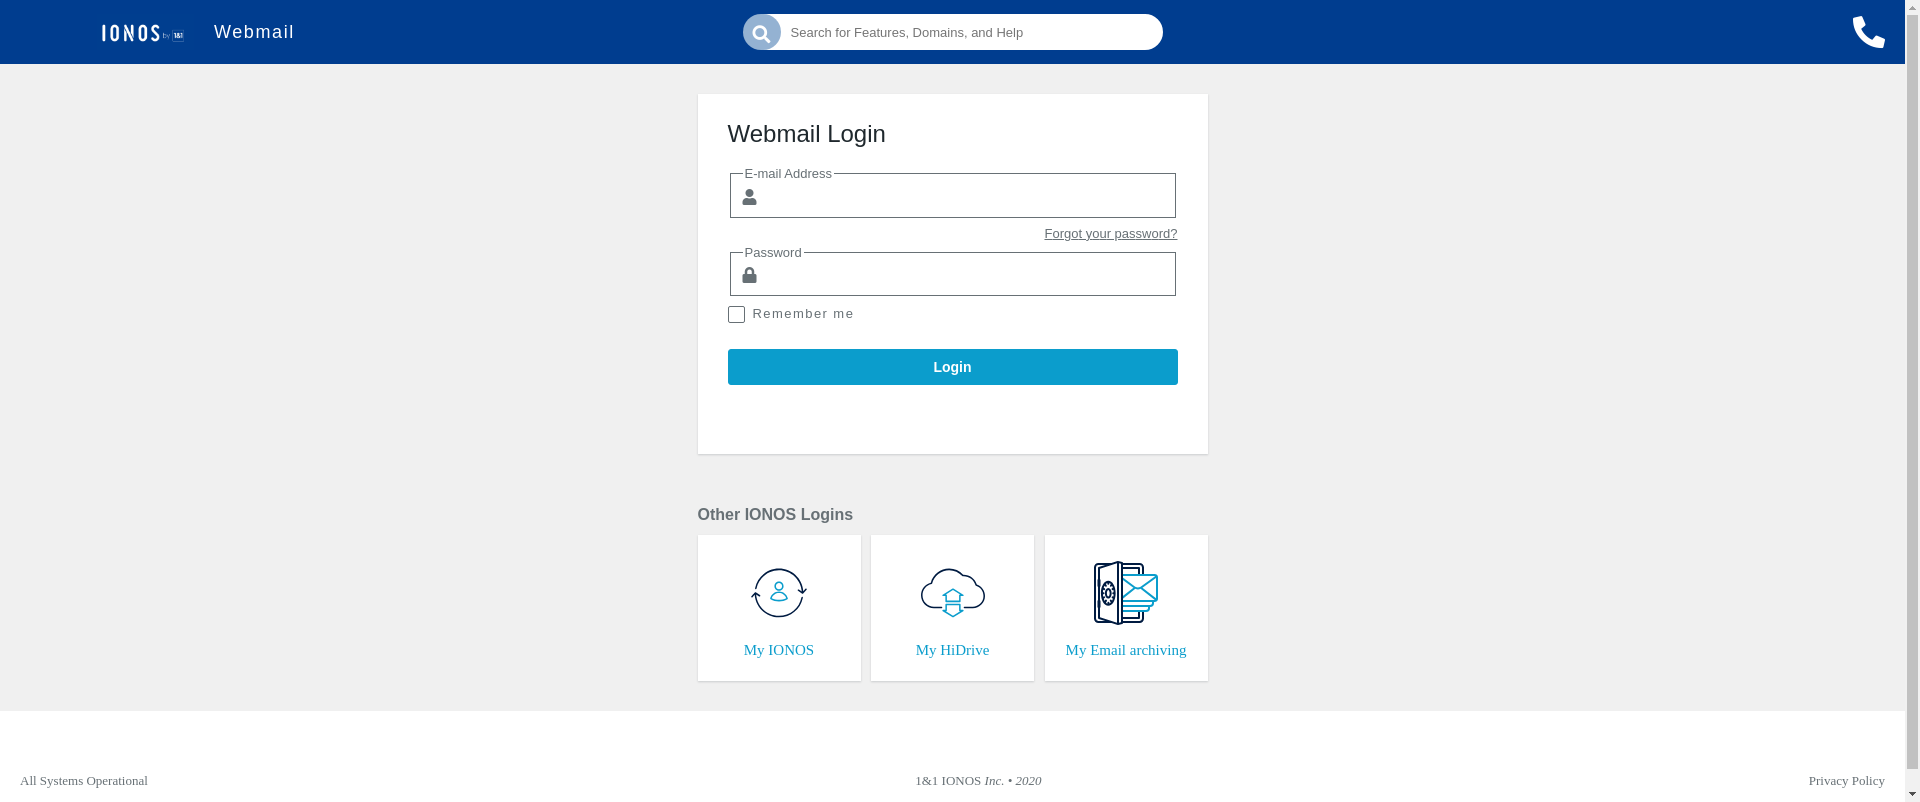 IONOS by 1&1 Webmail
Search for Features, Domains, and Help
Webmail Login
E-mail Address
Forgot your password?
Password
Remember me
Login
Other IONOS Logins
My IONOS
My HiDrive
My Email archiving
All Systems Operational
1&1 IONOS Inc. • 2020
Privacy Policy